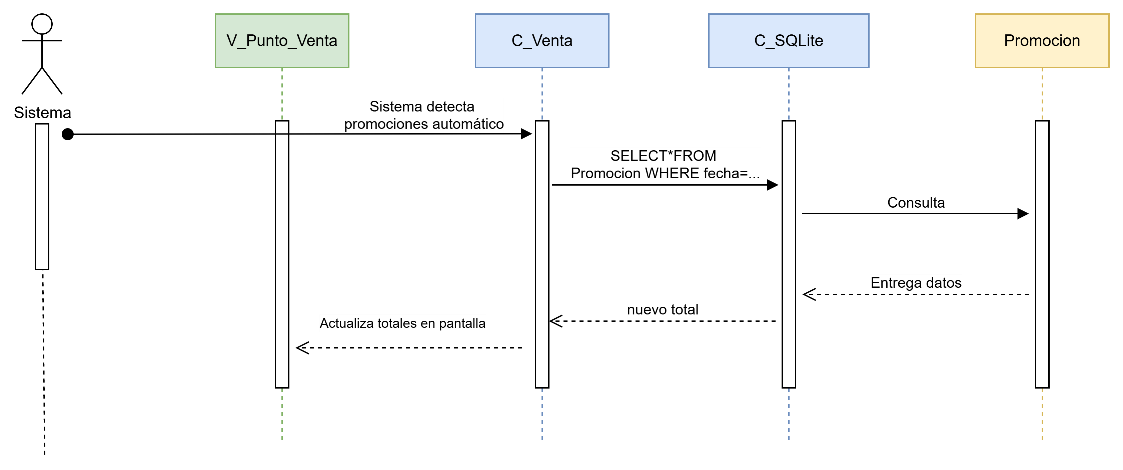 V_Punto_Venta
C_Venta
C_SQLite
Promocion
Sistema
Sistema detecta
promociones automático
SELECT*FROM
Promocion WHERE fecha=...
Consulta
Entrega datos
nuevo total
Actualiza totales en pantalla